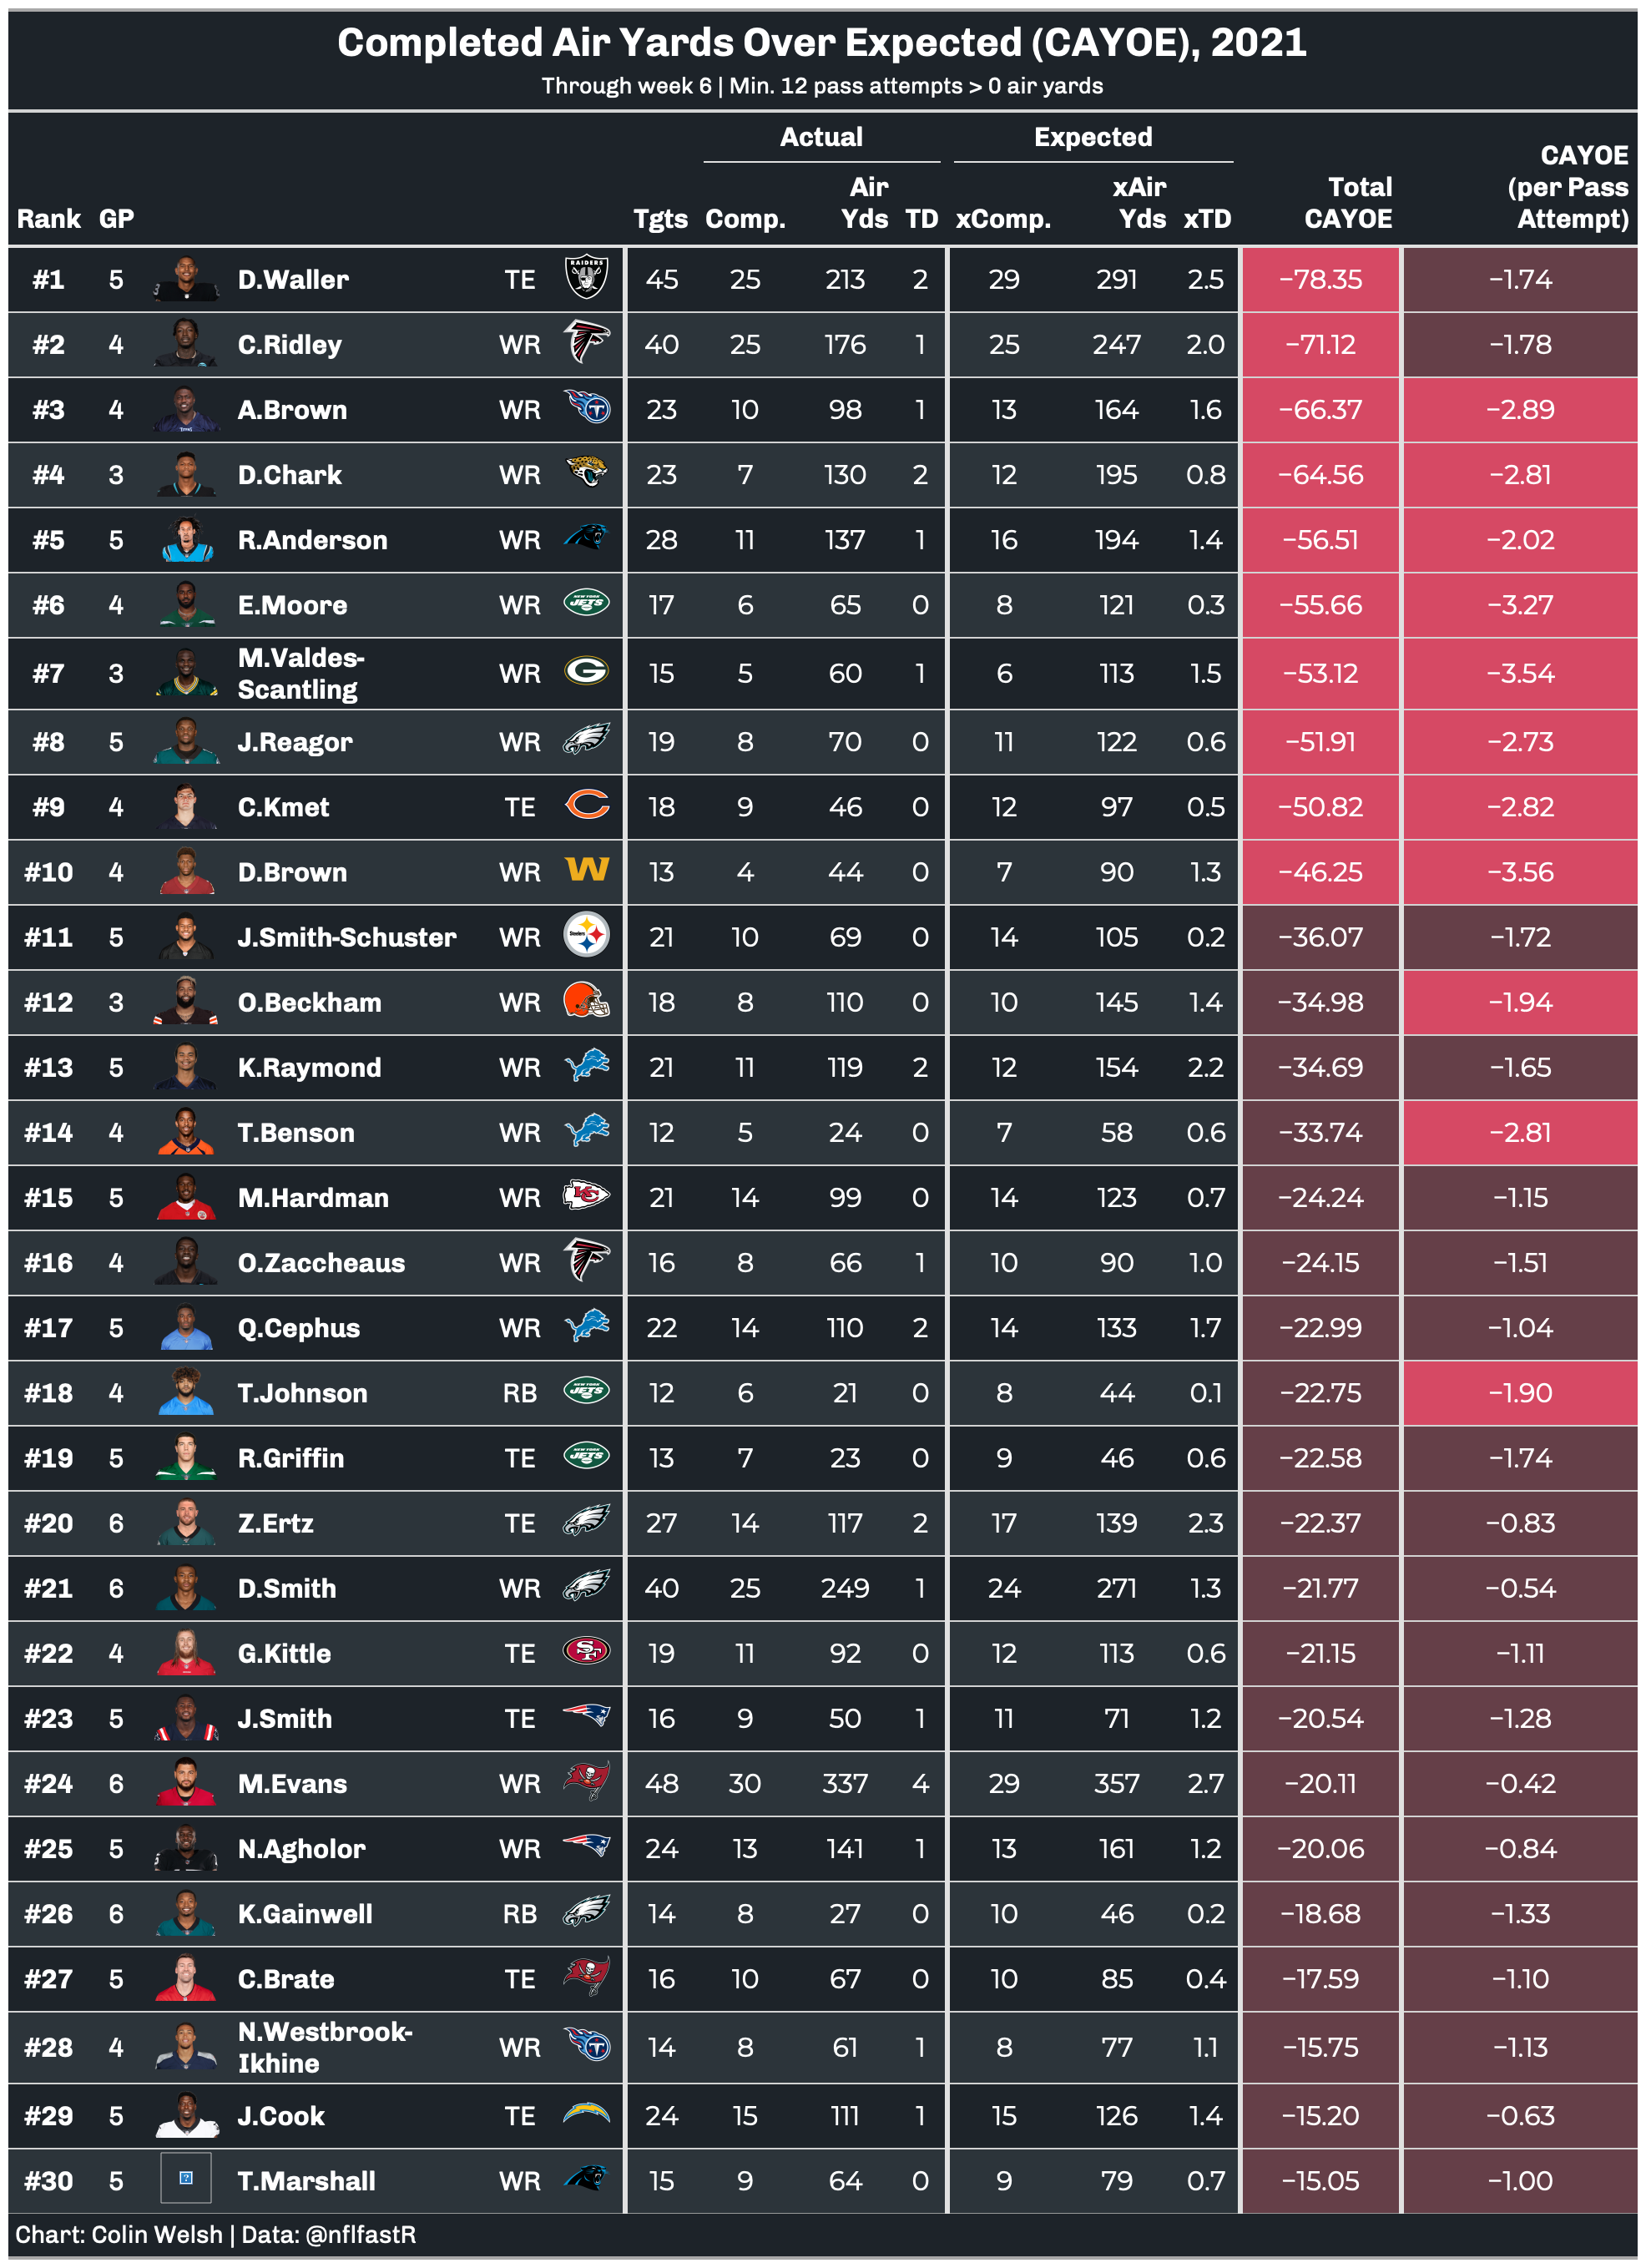 Completed Air Yards Over Expected (CAYOE), 2021
Through week 6 | Min. 12 pass attempts > 0 air yards
Actual Expected
Rank GP Tgts Comp. Air Yds TD xComp. xAir Yds xTD Total CAYOE CAYOE (per Pass Attempt)
#1 5 D.Waller TE RAIDERS 45 25 213 2 29 291 2.5 −78.35 −1.74
#2 4 C.Ridley WR 40 25 176 1 25 247 2.0 −71.12 −1.78
#3 4 A.Brown WR T 23 10 98 1 13 164 1.6 −66.37 −2.89
#4 3 D.Chark WR 23 7 130 2 12 195 0.8 −64.56 −2.81
#5 5 R.Anderson WR 28 11 137 1 16 194 1.4 −56.51 −2.02
#6 4 E.Moore WR NEW YORK JETS 17 6 65 0 8 121 0.3 −55.66 −3.27
#7 3 M.Valdes-Scantling WR G 15 5 60 1 6 113 1.5 −53.12 −3.54
#8 5 J.Reagor WR 19 8 70 0 11 122 0.6 −51.91 −2.73
#9 4 C.Kmet TE C 18 9 46 0 12 97 0.5 −50.82 −2.82
#10 4 D.Brown WR W 13 4 44 0 7 90 1.3 −46.25 −3.56
#11 5 J.Smith-Schuster WR Steelers 21 10 69 0 14 105 0.2 −36.07 −1.72
#12 3 O.Beckham WR 18 8 110 0 10 145 1.4 −34.98 −1.94
#13 5 K.Raymond WR 21 11 119 2 12 154 2.2 −34.69 −1.65
#14 4 T.Benson WR 12 5 24 0 7 58 0.6 −33.74 −2.81
#15 5 M.Hardman WR KC 21 14 99 0 14 123 0.7 −24.24 −1.15
#16 4 O.Zaccheaus WR 16 8 66 1 10 90 1.0 −24.15 −1.51
#17 5 Q.Cephus WR 22 14 110 2 14 133 1.7 −22.99 −1.04
#18 4 T.Johnson RB NEW YORK JETS 12 6 21 0 8 44 0.1 −22.75 −1.90
#19 5 R.Griffin TE NEW YORK JETS 13 7 23 0 9 46 0.6 −22.58 −1.74
#20 6 Z.Ertz TE 27 14 117 2 17 139 2.3 −22.37 −0.83
#21 6 D.Smith WR 40 25 249 1 24 271 1.3 −21.77 −0.54
#22 4 G.Kittle TE SF 19 11 92 0 12 113 0.6 −21.15 −1.11
#23 5 J.Smith TE 16 9 50 1 11 71 1.2 −20.54 −1.28
#24 6 M.Evans WR 48 30 337 4 29 357 2.7 −20.11 −0.42
#25 5 N.Agholor WR 24 13 141 1 13 161 1.2 −20.06 −0.84
#26 6 K.Gainwell RB 14 8 27 0 10 46 0.2 −18.68 −1.33
#27 5 C.Brate TE 16 10 67 0 10 85 0.4 −17.59 −1.10
#28 4 N.Westbrook-Ikhine WR T 14 8 61 1 8 77 1.1 −15.75 −1.13
#29 5 J.Cook TE 24 15 111 1 15 126 1.4 −15.20 −0.63
#30 5 ? T.Marshall WR 15 9 64 0 9 79 0.7 −15.05 −1.00
Chart: Colin Welsh | Data: @nflfastR